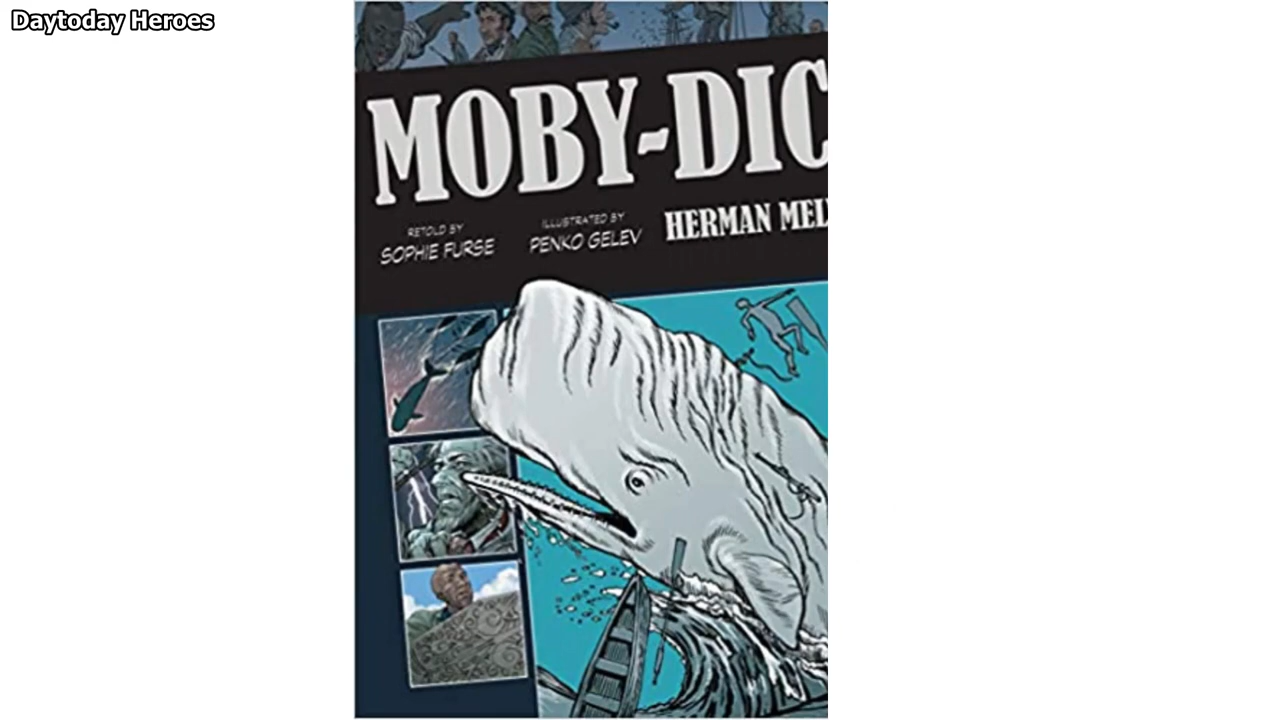 Daytoday Heroes
MOBY-DIC
RETOLD BY
SOPHIE FURSE
ILLUSTRATED BY
PENKO GELEV
HERMAN MEL